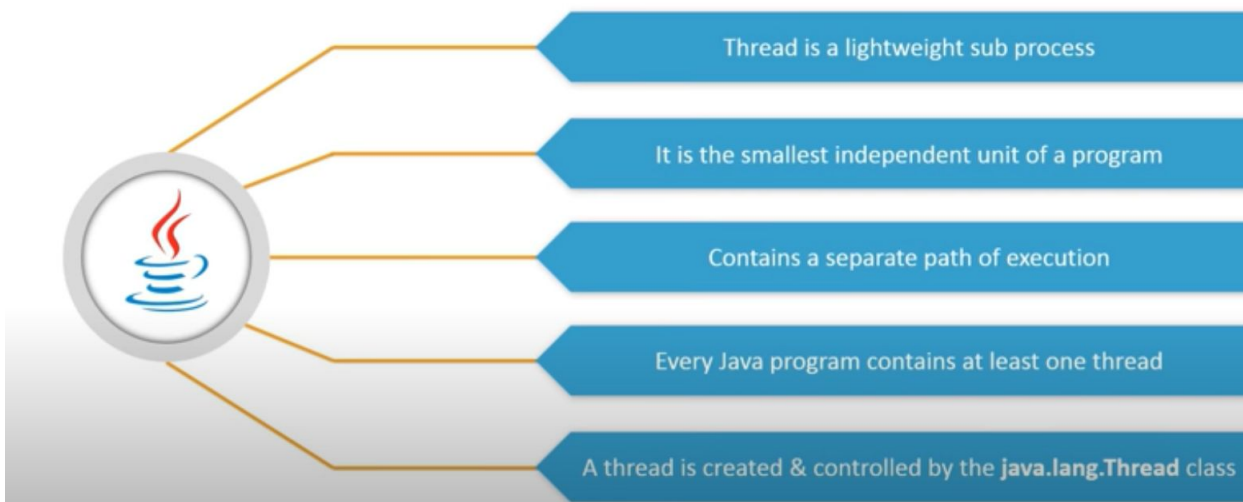 Thread is a lightweight sub process
It is the smallest independent unit of a program
Contains a separate path of execution
Every Java program contains at least one thread
A thread is created & controlled by the java.lang.Thread class